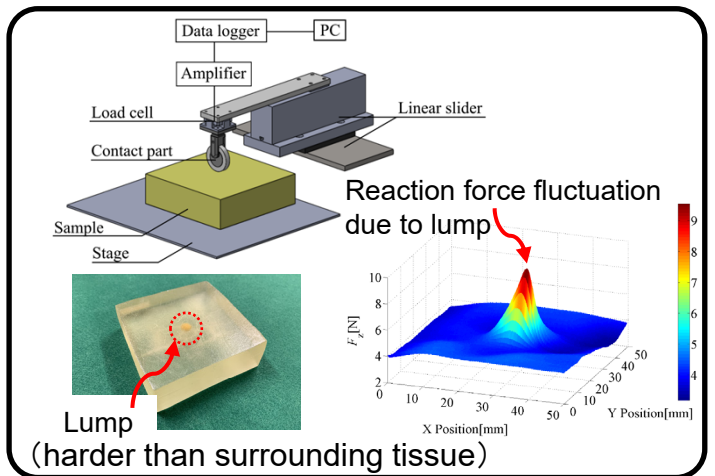 Data logger
PC
Amplifier
Load cell
Linear slider
Contact part
Sample
Stage
Reaction force fluctuation
due to lump
Lump
（harder than surrounding tissue）
10
8
6
4
2
F_z[N]
0
10
20
30
40
50
X Position[mm]
0
10
20
30
40
50
Y Position[mm]
9
8
7
6
5
4